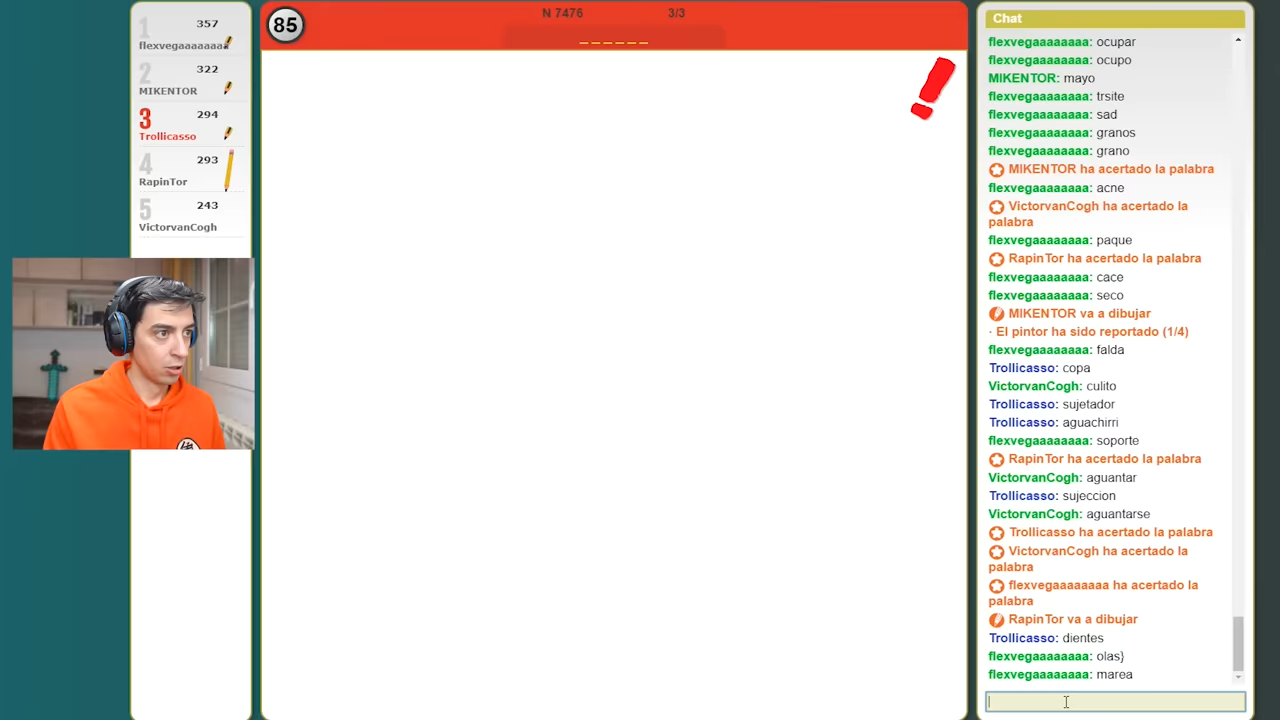 1
357
flexvegaaaaaaaa
2
322
MIKENTOR
3
294
Trollicasso
4
293
RapinTor
5
243
VictorvanCogh
85
N 7476
3/3
______
!
Chat
flexvegaaaaaaaa: ocupar
flexvegaaaaaaaa: ocupo
MIKENTOR: mayo
flexvegaaaaaaaa: trsite
flexvegaaaaaaaa: sad
flexvegaaaaaaaa: granos
flexvegaaaaaaaa: grano
MIKENTOR ha acertado la palabra
flexvegaaaaaaaa: acne
VictorvanCogh ha acertado la
palabra
flexvegaaaaaaaa: paque
RapinTor ha acertado la palabra
flexvegaaaaaaaa: cace
flexvegaaaaaaaa: seco
MIKENTOR va a dibujar
· El pintor ha sido reportado (1/4)
flexvegaaaaaaaa: falda
Trollicasso: copa
VictorvanCogh: culito
Trollicasso: sujetador
Trollicasso: aguachirri
flexvegaaaaaaaa: soporte
RapinTor ha acertado la palabra
VictorvanCogh: aguantar
Trollicasso: sujeccion
VictorvanCogh: aguantarse
Trollicasso ha acertado la palabra
VictorvanCogh ha acertado la
palabra
flexvegaaaaaaaa ha acertado la
palabra
RapinTor va a dibujar
Trollicasso: dientes
flexvegaaaaaaaa: olas}
flexvegaaaaaaaa: marea